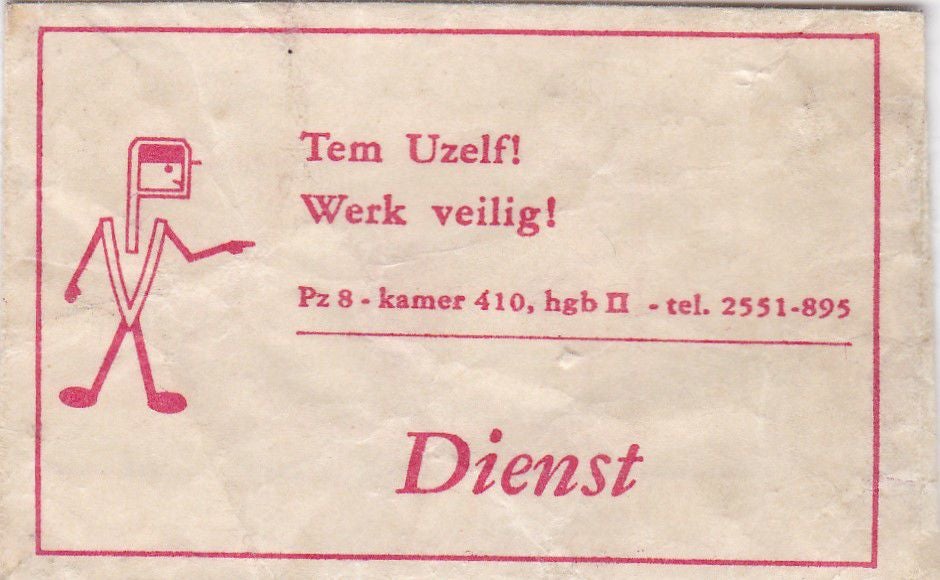 Tem Uzelf!
Werk veilig!
Pz 8 - kamer 410, hgb II - tel. 2551-895
Dienst